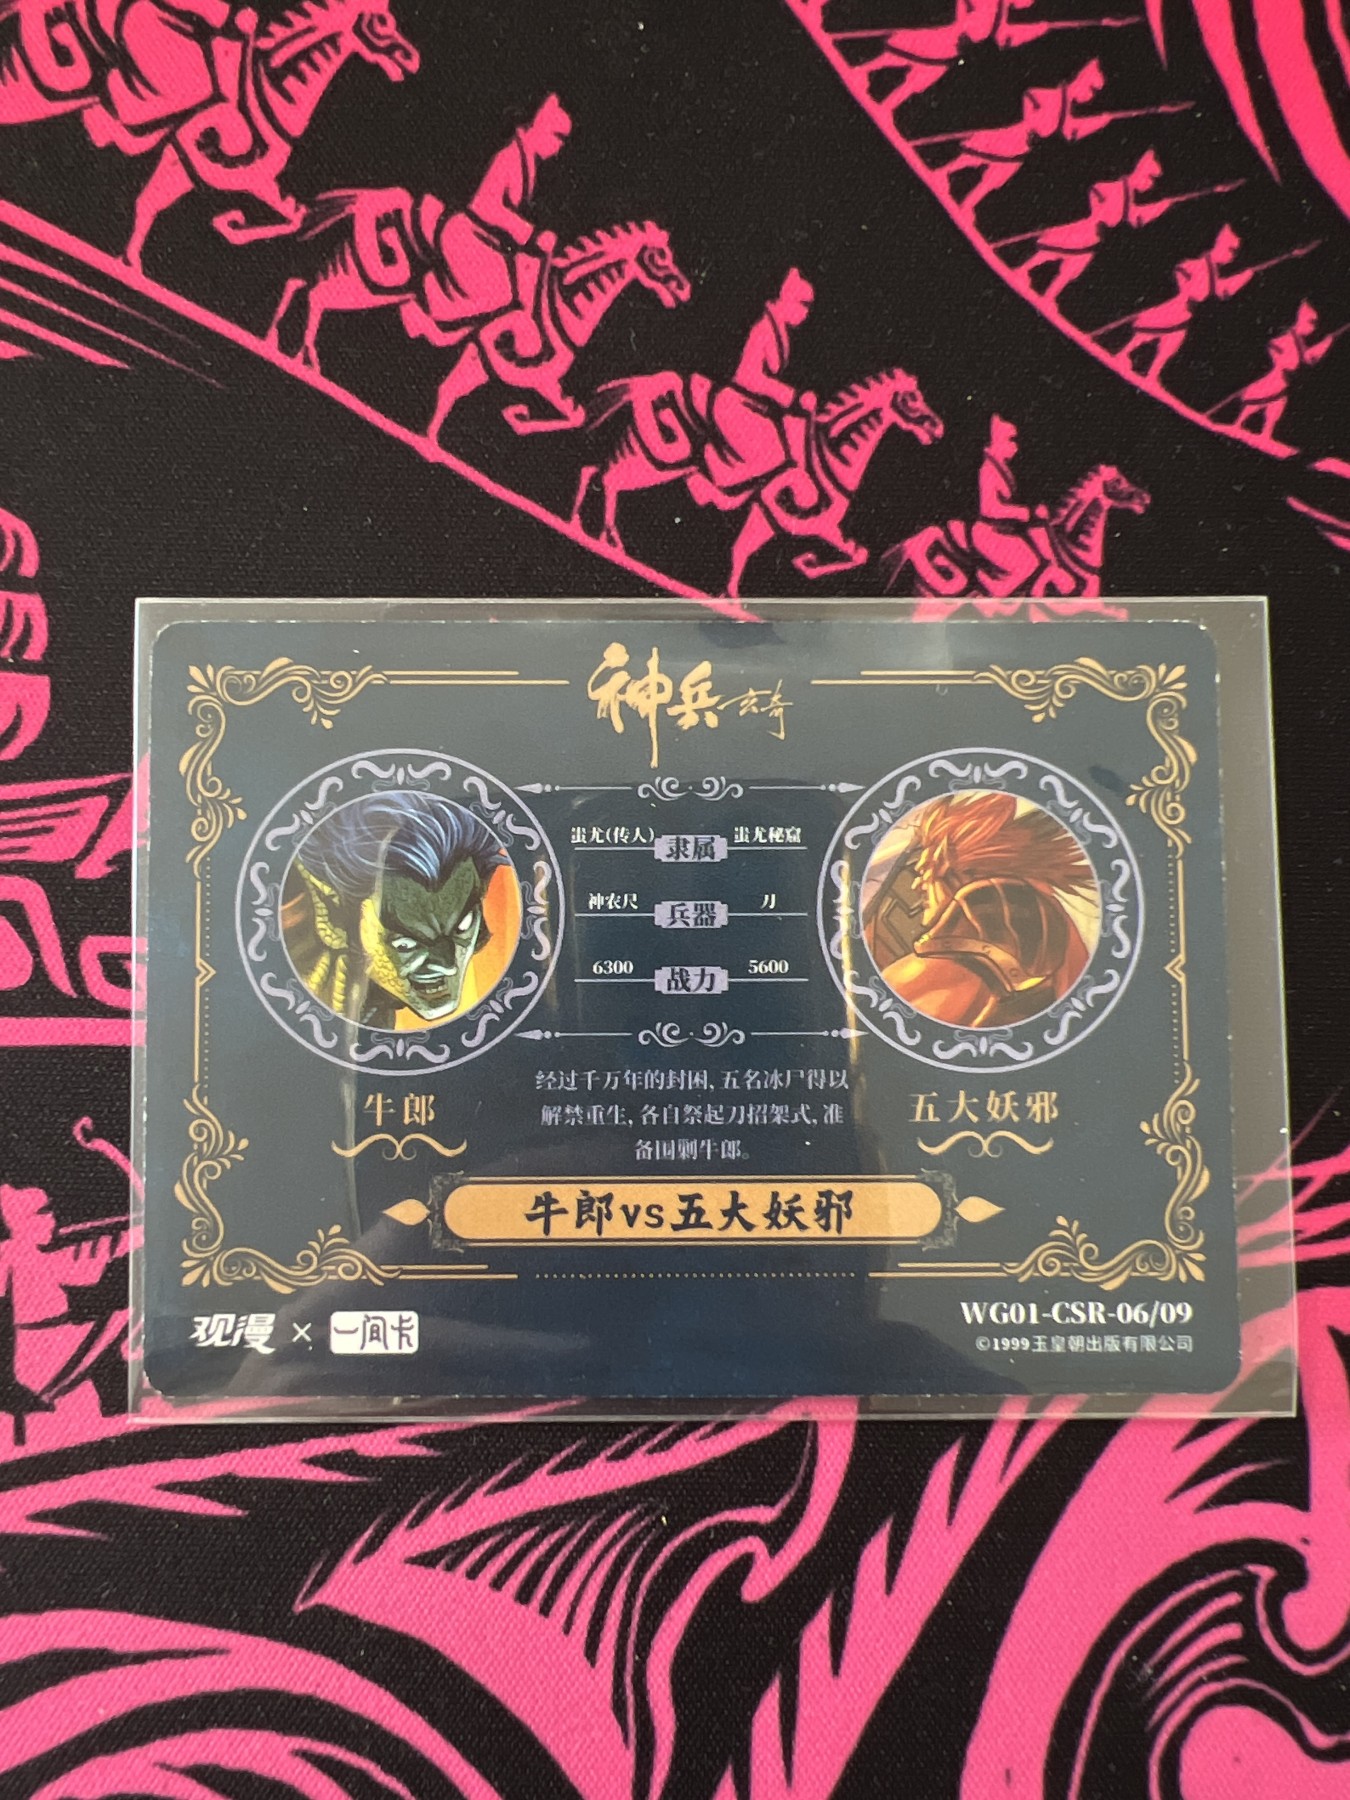 神兵玄奇
蚩尤(传人) 隶属 蚩尤秘窟
神农尺 兵器 刀
6300 战力 5600
牛郎
经过千万年的封困,五名冰尸得以
解禁重生,各自祭起刀招架式,准
备围剿牛郎。
五大妖邪
牛郎vs五大妖邪
观漫 × 一间卡
WG01-CSR-06/09
©1999玉皇朝出版有限公司